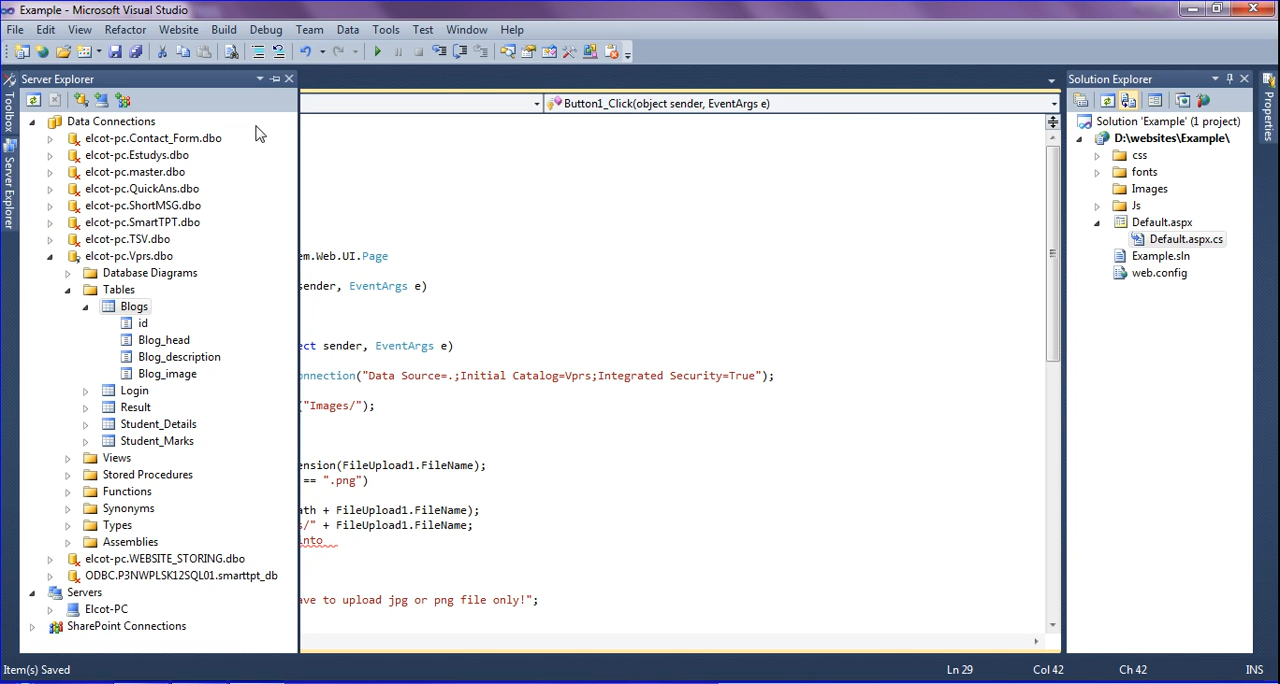 Example - Microsoft Visual Studio
File Edit View Refactor Website Build Debug Team Data Tools Test Window Help
Server Explorer
Toolbox
Server Explorer
Data Connections
elcot-pc.Contact_Form.dbo
elcot-pc.Estudys.dbo
elcot-pc.master.dbo
elcot-pc.QuickAns.dbo
elcot-pc.ShortMSG.dbo
elcot-pc.SmartTPT.dbo
elcot-pc.TSV.dbo
elcot-pc.Vprs.dbo
Database Diagrams
Tables
Blogs
id
Blog_head
Blog_description
Blog_image
Login
Result
Student_Details
Student_Marks
Views
Stored Procedures
Functions
Synonyms
Types
Assemblies
elcot-pc.WEBSITE_STORING.dbo
ODBC.P3NWPLSK12SQL01.smarttpt_db
Servers
Elcot-PC
SharePoint Connections
Button1_Click(object sender, EventArgs e)
em.Web.UI.Page
sender, EventArgs e)
ect sender, EventArgs e)
nnection("Data Source=.;Initial Catalog=Vprs;Integrated Security=True");
("Images/");
ension(FileUpload1.FileName);
== ".png")
ath + FileUpload1.FileName);
s/" + FileUpload1.FileName;
into
ave to upload jpg or png file only!";
Solution Explorer
Solution 'Example' (1 project)
D:\websites\Example\
css
fonts
Images
Js
Default.aspx
Default.aspx.cs
Example.sln
web.config
Properties
Item(s) Saved Ln 29 Col 42 Ch 42 INS